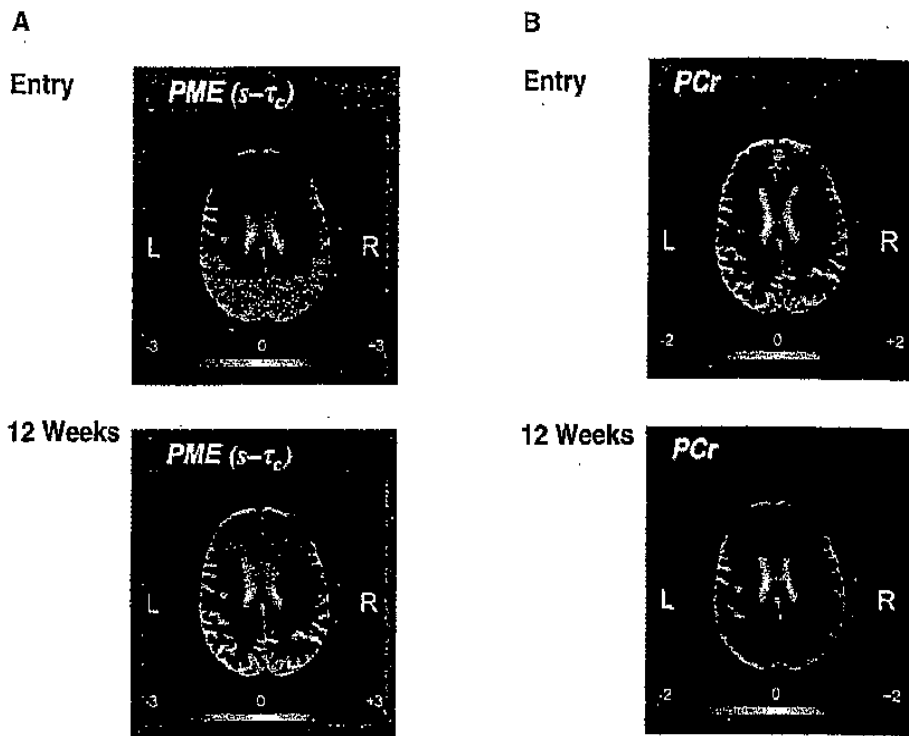 A
B
Entry
PME (s-τc)
L
R
-3
0
+3
Entry
PCr
L
R
-2
0
+2
12 Weeks
PME (s-τc)
L
R
-3
0
+3
12 Weeks
PCr
L
R
-2
0
-2